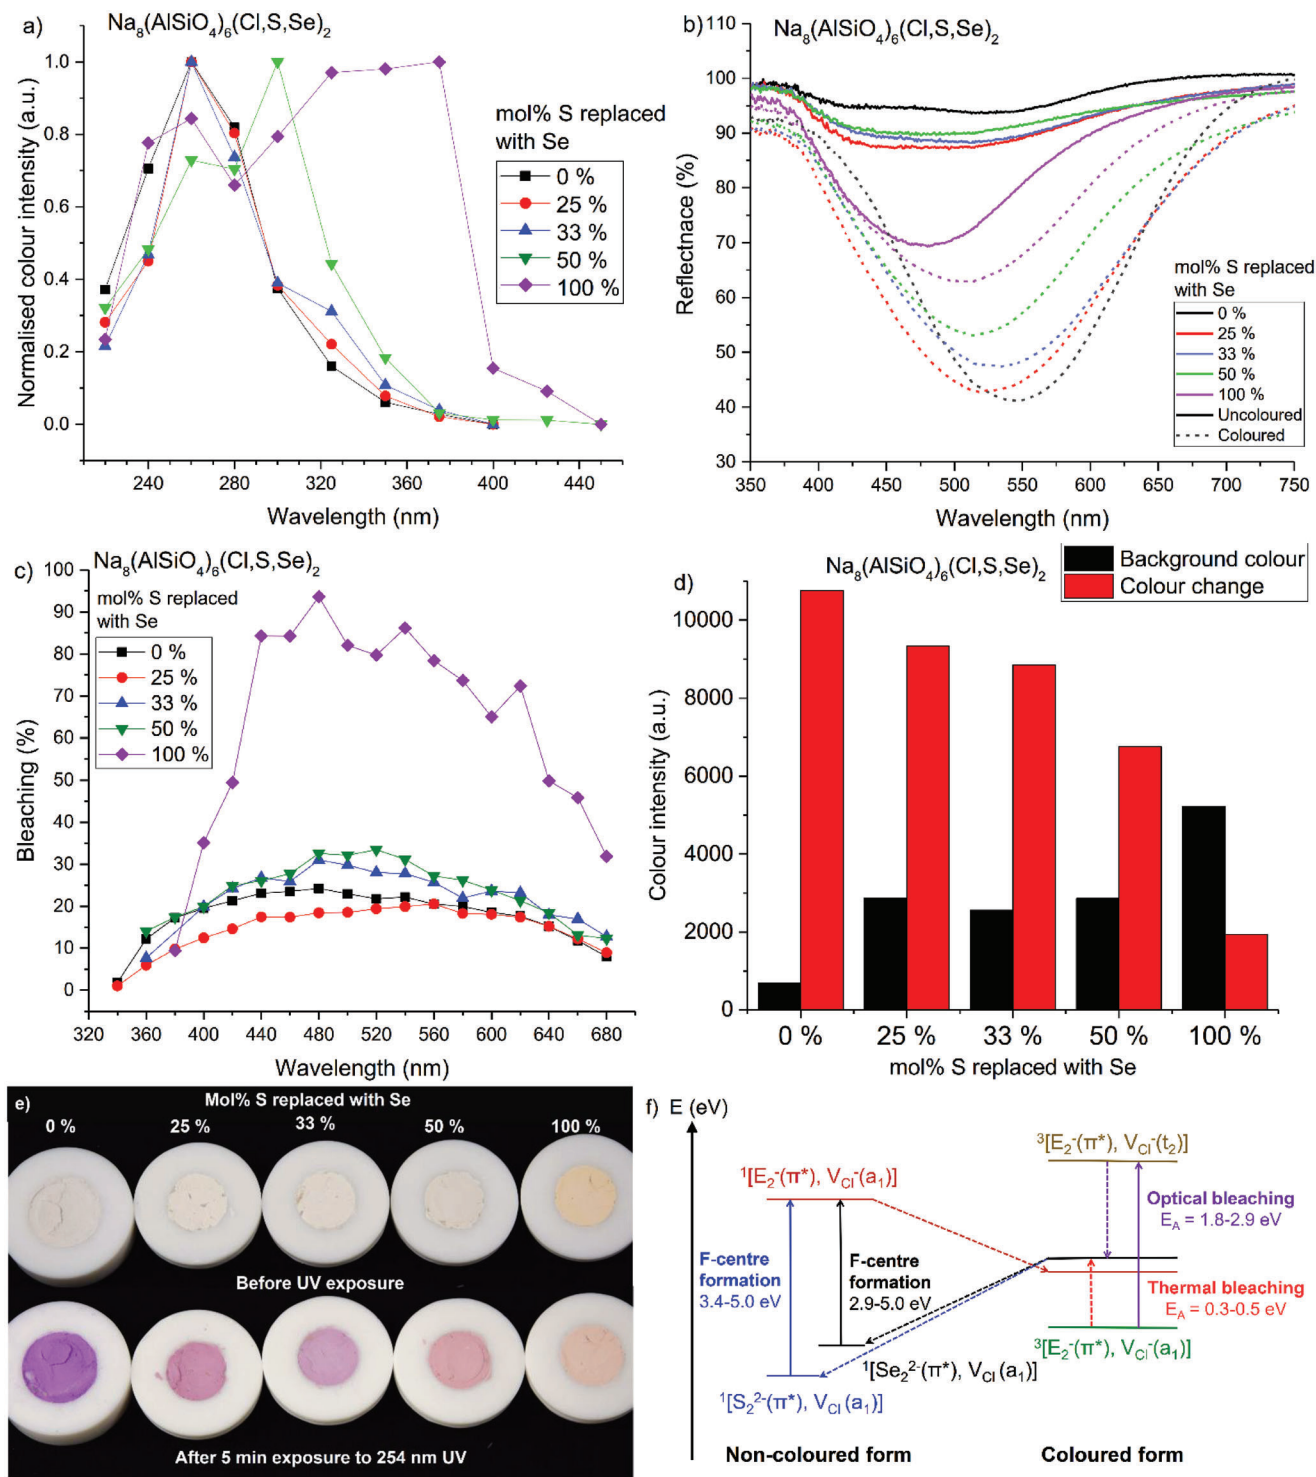 a)
Na8(AlSiO4)6(Cl,S,Se)2
Normalised colour intensity (a.u.)
1.0
0.8
0.6
0.4
0.2
0.0
mol% S replaced
with Se
0 %
25 %
33 %
50 %
100 %
240 280 320 360 400 440
Wavelength (nm)
b)
Na8(AlSiO4)6(Cl,S,Se)2
Reflectnace (%)
110
100
90
80
70
60
50
40
30
mol% S replaced
with Se
0 %
25 %
33 %
50 %
100 %
Uncoloured
Coloured
350 400 450 500 550 600 650 700 750
Wavelength (nm)
c)
Na8(AlSiO4)6(Cl,S,Se)2
Bleaching (%)
100
95
90
85
80
70
60
50
40
30
20
10
0
mol% S replaced
with Se
0 %
25 %
33 %
50 %
100 %
320 360 400 440 480 520 560 600 640 680
Wavelength (nm)
d)
Na8(AlSiO4)6(Cl,S,Se)2
Background colour
Colour change
Colour intensity (a.u.)
10000
8000
6000
4000
2000
0
0 % 25 % 33 % 50 % 100 %
mol% S replaced with Se
e)
Mol% S replaced with Se
0 % 25 % 33 % 50 % 100 %
Before UV exposure
After 5 min exposure to 254 nm UV
f) E (eV)
3[E2-(π*), VCl-(t2)]
1[E2-(π*), VCl-(a1)]
Optical bleaching
EA = 1.8-2.9 eV
F-centre
formation
3.4-5.0 eV
F-centre
formation
2.9-5.0 eV
Thermal bleaching
EA = 0.3-0.5 eV
3[E2-(π*), VCl-(a1)]
1[Se2 2-(π*), VCl(a1)]
1[S2 2-(π*), VCl(a1)]
Non-coloured form
Coloured form